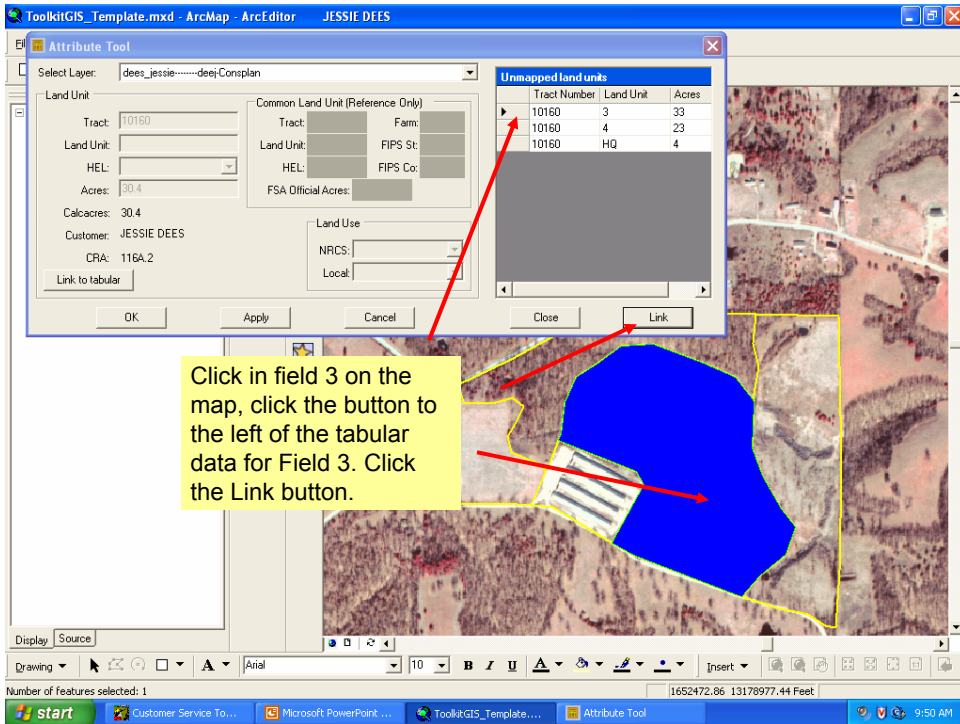 ToolkitGIS_Template.mxd - ArcMap - ArcEditor JESSIE DEES
Attribute Tool
Select Layer: dees_jessie--------deej-Consplan
Land Unit
Tract: 10160
Land Unit:
HEL:
Acres: 30.4
Calcacres: 30.4
Customer: JESSIE DEES
CRA: 116A.2
Link to tabular
Common Land Unit (Reference Only)
Tract: Farm:
Land Unit: FIPS St:
HEL: FIPS Co:
FSA Official Acres:
Land Use
NRCS:
Local:
Unmapped land units
Tract Number Land Unit Acres
10160 3 33
10160 4 23
10160 HQ 4
OK Apply Cancel Close Link
Click in field 3 on the
map, click the button to
the left of the tabular
data for Field 3. Click
the Link button.
Display Source
Drawing A Arial 10 B I U A Insert
Number of features selected: 1 1652472.86 13178977.44 Feet
start Customer Service To... Microsoft PowerPoint ... ToolkitGIS_Template.... Attribute Tool 9:50 AM